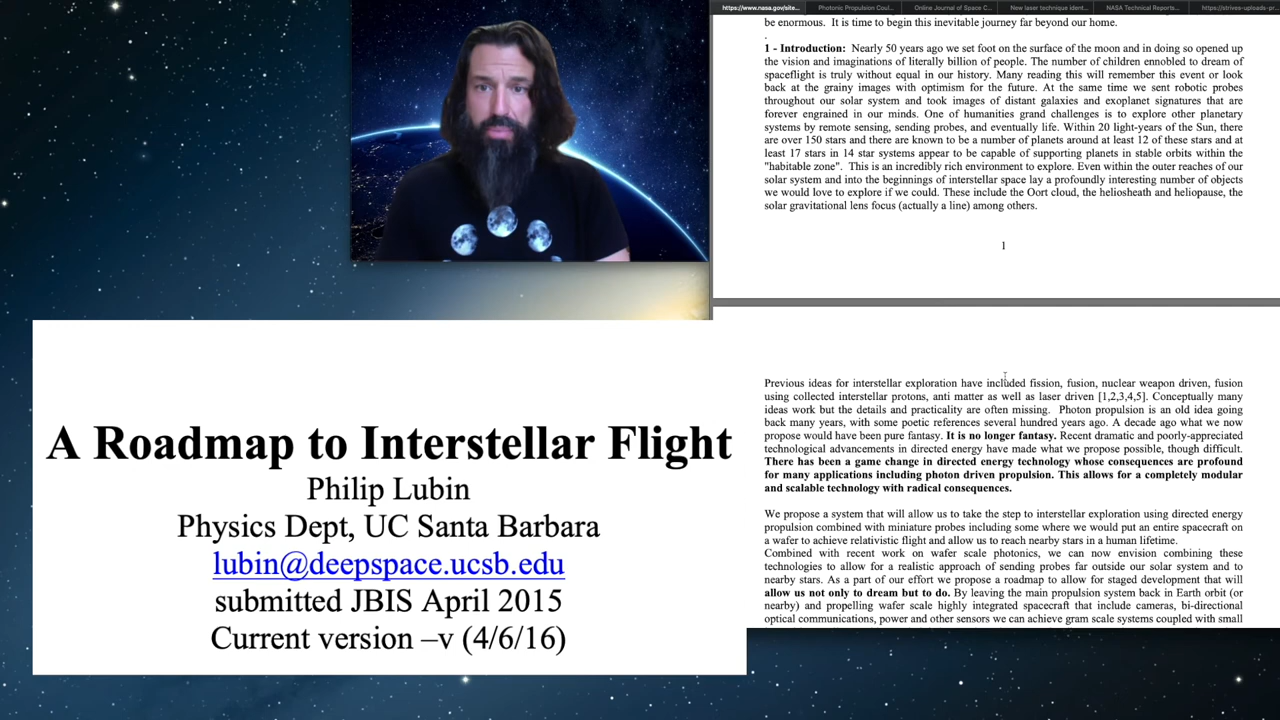 https://www.nasa.gov/site...
Photonic Propulsion Coul...
Online Journal of Space C...
New laser technique ident...
NASA Technical Reports...
https://strives-uploads-pr...
be enormous. It is time to begin this inevitable journey far beyond our home.
.
1 - Introduction: Nearly 50 years ago we set foot on the surface of the moon and in doing so opened up
the vision and imaginations of literally billion of people. The number of children ennobled to dream of
spaceflight is truly without equal in our history. Many reading this will remember this event or look
back at the grainy images with optimism for the future. At the same time we sent robotic probes
throughout our solar system and took images of distant galaxies and exoplanet signatures that are
forever engrained in our minds. One of humanities grand challenges is to explore other planetary
systems by remote sensing, sending probes, and eventually life. Within 20 light-years of the Sun, there
are over 150 stars and there are known to be a number of planets around at least 12 of these stars and at
least 17 stars in 14 star systems appear to be capable of supporting planets in stable orbits within the
"habitable zone". This is an incredibly rich environment to explore. Even within the outer reaches of our
solar system and into the beginnings of interstellar space lay a profoundly interesting number of objects
we would love to explore if we could. These include the Oort cloud, the heliosheath and heliopause, the
solar gravitational lens focus (actually a line) among others.
1
Previous ideas for interstellar exploration have included fission, fusion, nuclear weapon driven, fusion
using collected interstellar protons, anti matter as well as laser driven [1,2,3,4,5]. Conceptually many
ideas work but the details and practicality are often missing. Photon propulsion is an old idea going
back many years, with some poetic references several hundred years ago. A decade ago what we now
propose would have been pure fantasy. It is no longer fantasy. Recent dramatic and poorly-appreciated
technological advancements in directed energy have made what we propose possible, though difficult.
There has been a game change in directed energy technology whose consequences are profound
for many applications including photon driven propulsion. This allows for a completely modular
and scalable technology with radical consequences.
We propose a system that will allow us to take the step to interstellar exploration using directed energy
propulsion combined with miniature probes including some where we would put an entire spacecraft on
a wafer to achieve relativistic flight and allow us to reach nearby stars in a human lifetime.
Combined with recent work on wafer scale photonics, we can now envision combining these
technologies to allow for a realistic approach of sending probes far outside our solar system and to
nearby stars. As a part of our effort we propose a roadmap to allow for staged development that will
allow us not only to dream but to do. By leaving the main propulsion system back in Earth orbit (or
nearby) and propelling wafer scale highly integrated spacecraft that include cameras, bi-directional
optical communications, power and other sensors we can achieve gram scale systems coupled with small
A Roadmap to Interstellar Flight
Philip Lubin
Physics Dept, UC Santa Barbara
lubin@deepspace.ucsb.edu
submitted JBIS April 2015
Current version –v (4/6/16)